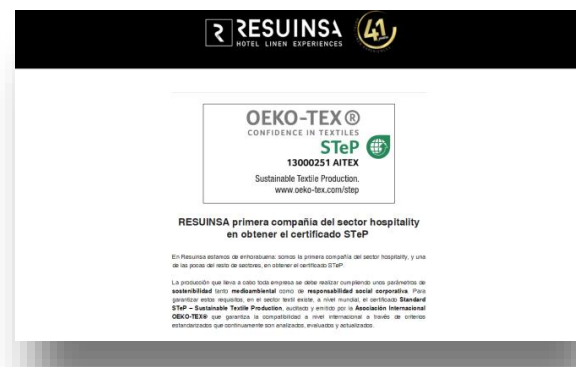 RESUINSA
HOTEL LINEN EXPERIENCES
41
OEKO-TEX®
CONFIDENCE IN TEXTILES
STeP
13000251 AITEX
Sustainable Textile Production.
www.oeko-tex.com/step
RESUINSA primera compañía del sector hospitality
en obtener el certificado STeP
En Resuinsa estamos de enhorabuena: somos la primera compañía del sector hospitality, y una
de las pocas del resto de sectores, en obtener el certificado STeP.
La producción que lleva a cabo toda empresa se debe realizar cumpliendo unos parámetros de
sostenibilidad tanto medioambiental como de responsabilidad social corporativa. Para
garantizar estos requisitos, en el sector textil existe, a nivel mundial, el certificado Standard
STeP – Sustainable Textile Production, auditado y emitido por la Asociación Internacional
OEKO-TEX® que garantiza la compatibilidad a nivel internacional a través de criterios
estandarizados que continuamente son analizados, evaluados y actualizados.